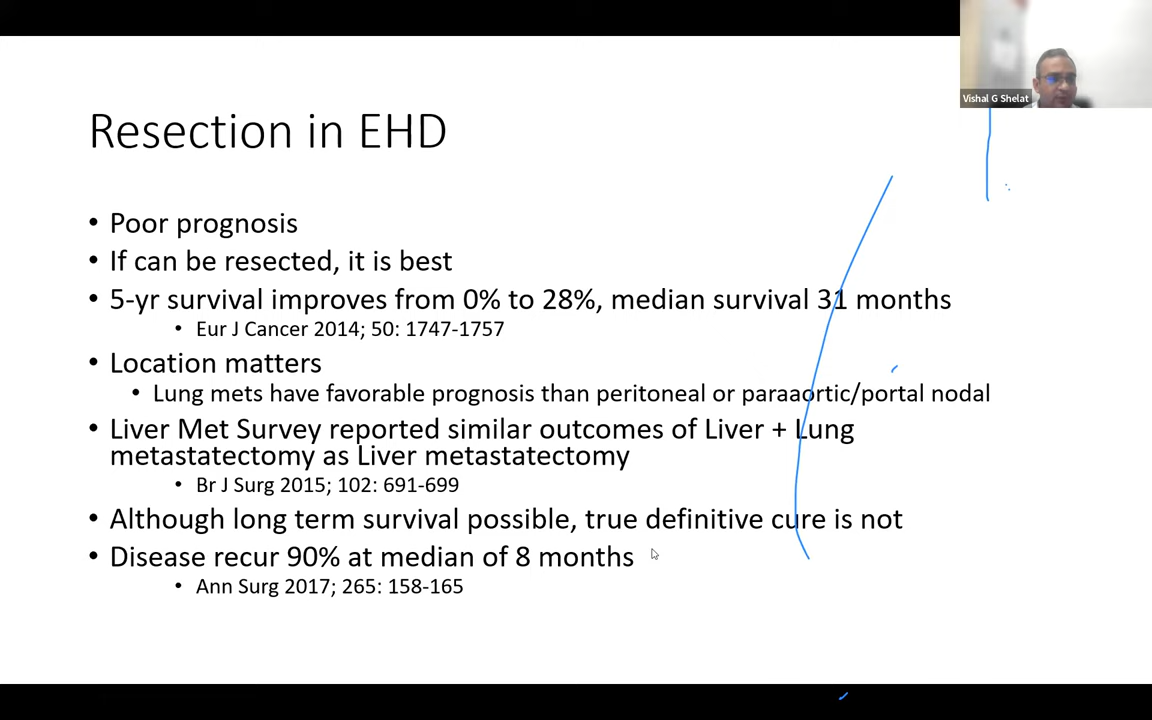 Vishal G Shelat
Resection in EHD
• Poor prognosis
• If can be resected, it is best
• 5-yr survival improves from 0% to 28%, median survival 31 months
• Eur J Cancer 2014; 50: 1747-1757
• Location matters
• Lung mets have favorable prognosis than peritoneal or paraaortic/portal nodal
• Liver Met Survey reported similar outcomes of Liver + Lung
metastatectomy as Liver metastatectomy
• Br J Surg 2015; 102: 691-699
• Although long term survival possible, true definitive cure is not
• Disease recur 90% at median of 8 months
• Ann Surg 2017; 265: 158-165